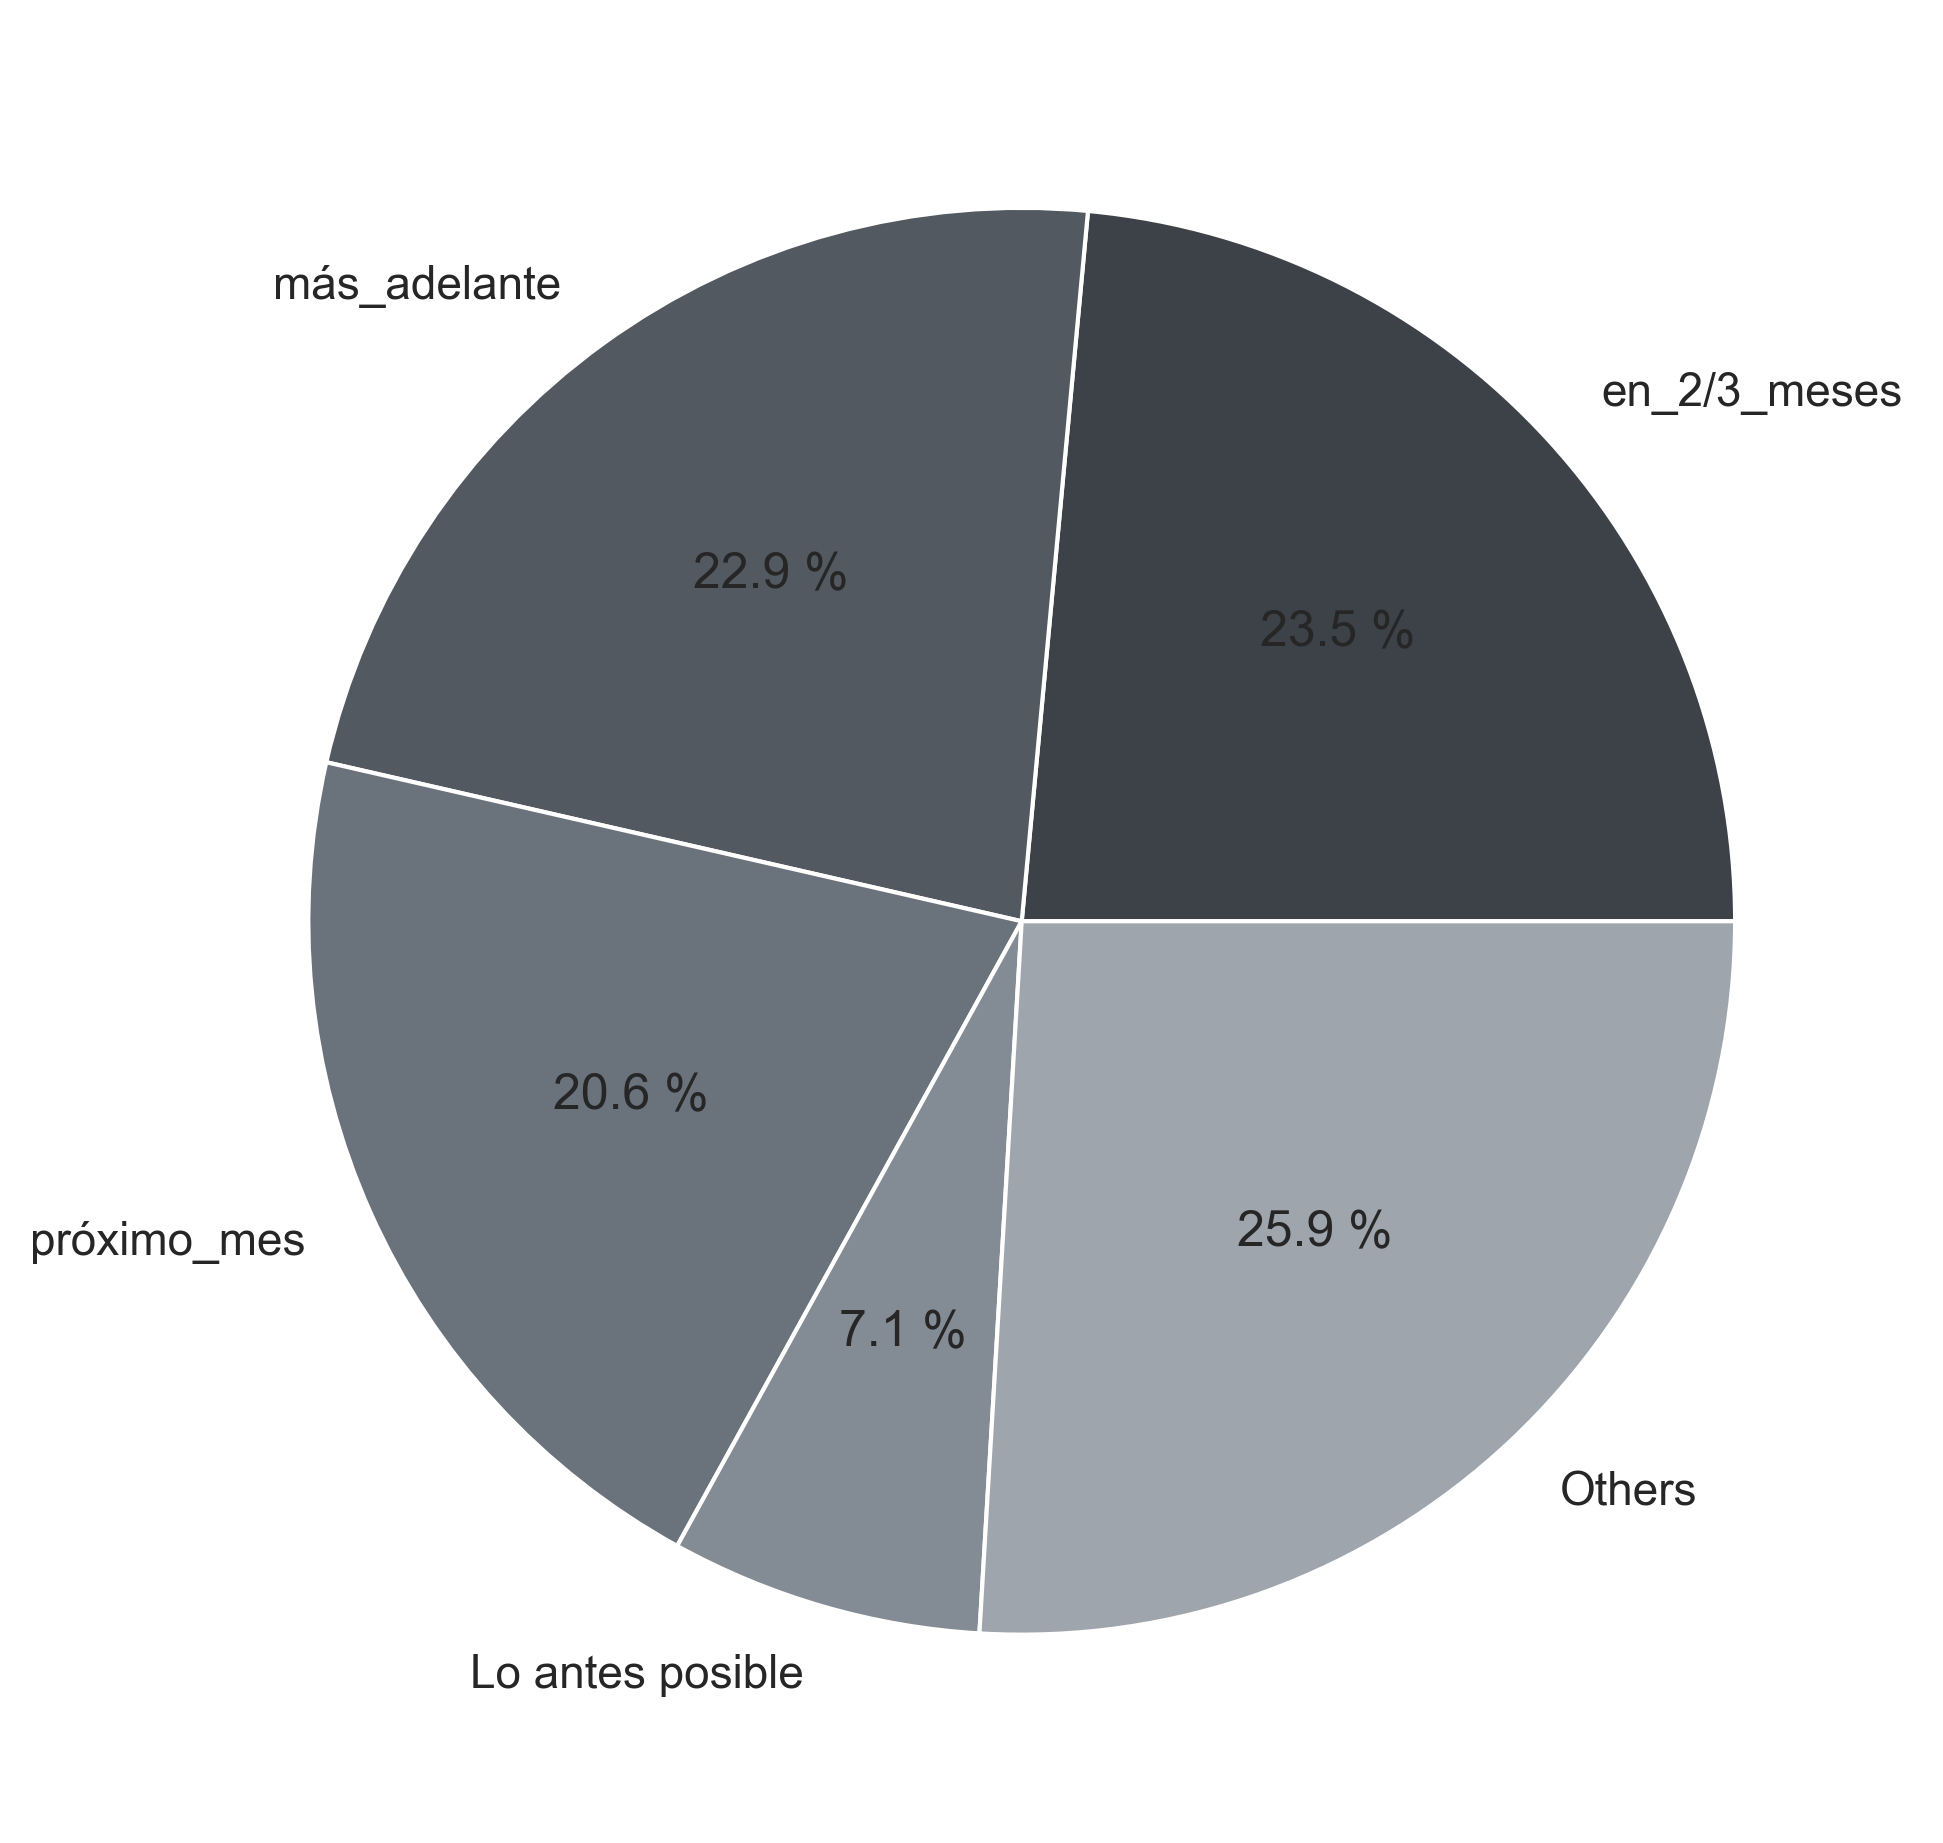 más_adelante
en_2/3_meses
22.9 %
23.5 %
20.6 %
próximo_mes
25.9 %
7.1 %
Others
Lo antes posible